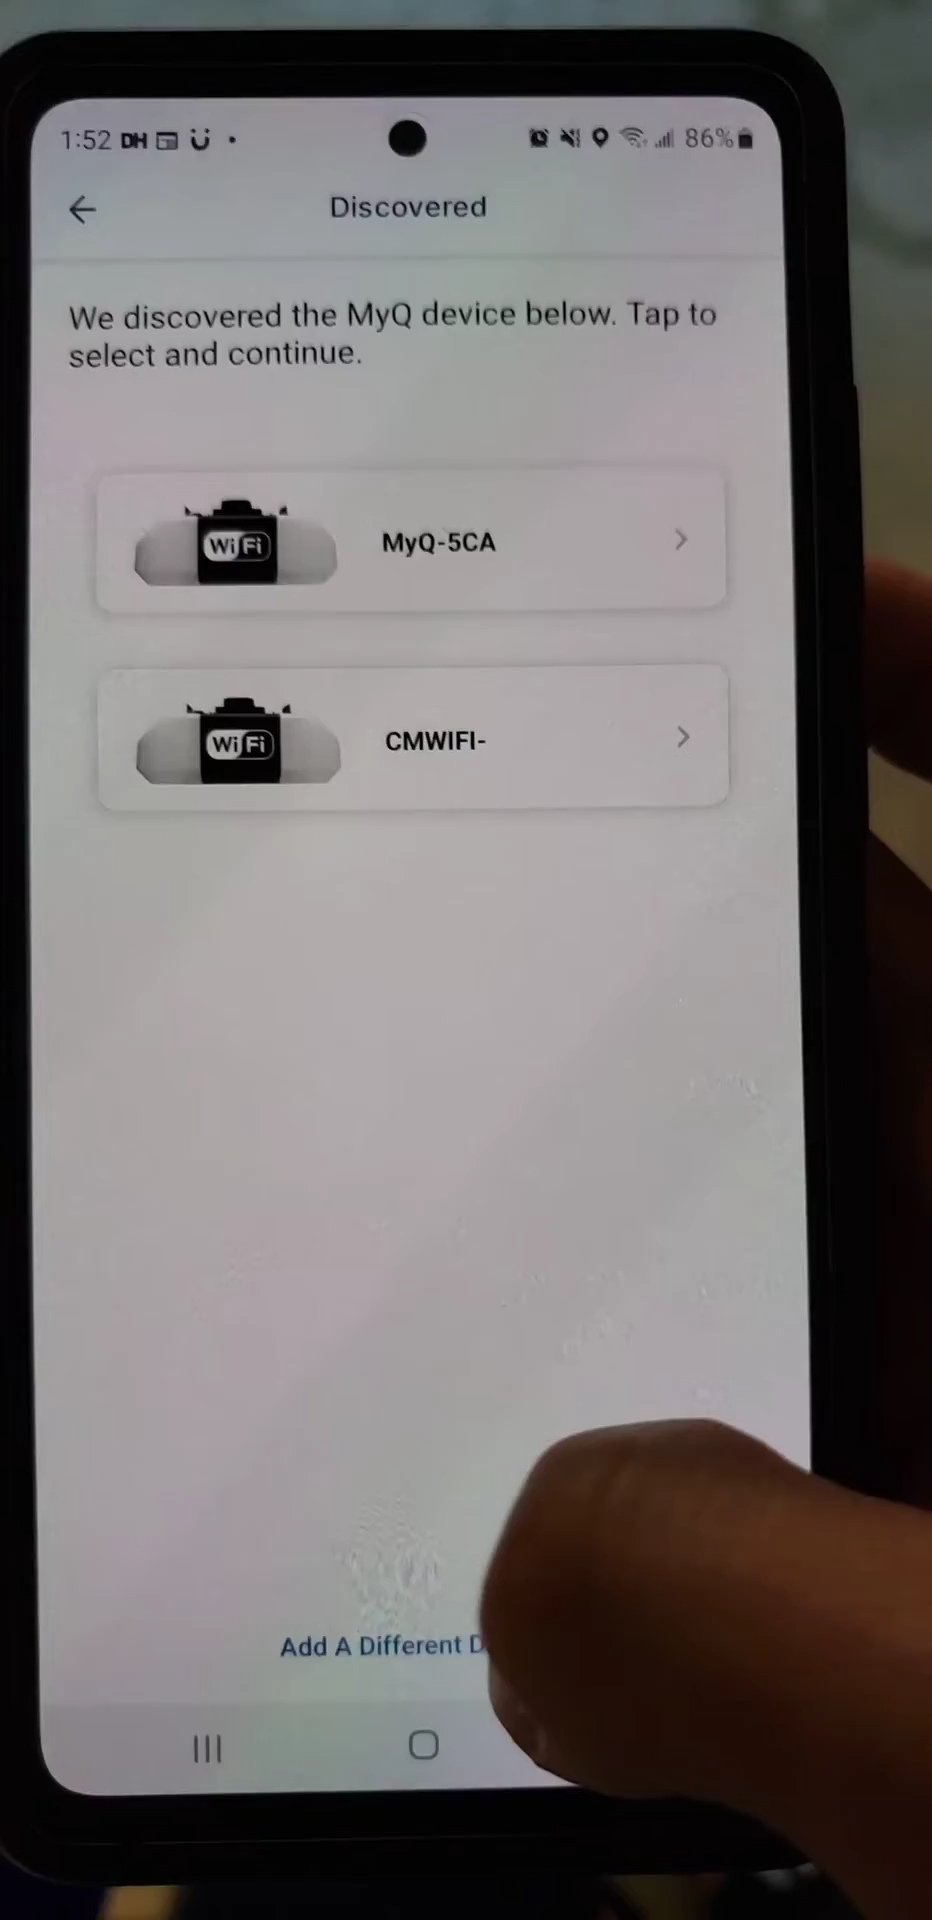 1:52 DH 86%
Discovered
We discovered the MyQ device below. Tap to
select and continue.
WiFi MyQ-5CA
WiFi CMWIFI-
Add A Different D